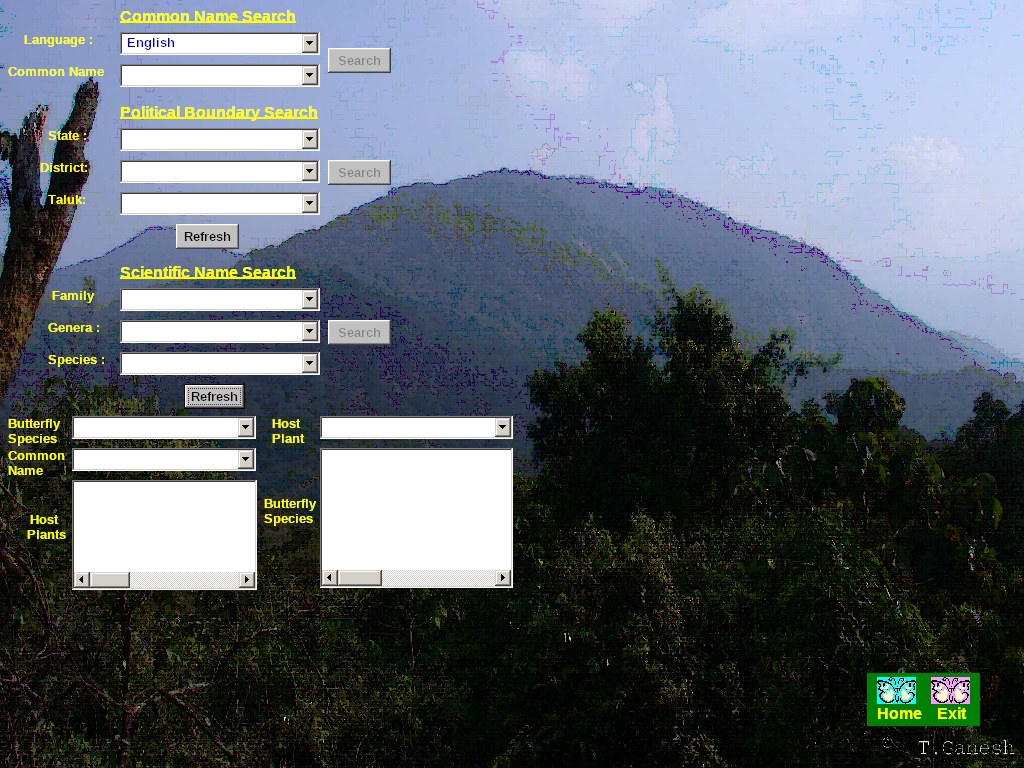 Common Name Search
Language :
English
Common Name
Search
Political Boundary Search
State :
District:
Search
Taluk:
Refresh
Scientific Name Search
Family
Genera :
Search
Species :
Refresh
Butterfly
Species
Host
Plant
Common
Name
Host
Plants
Butterfly
Species
Home
Exit
© T.Ganesh